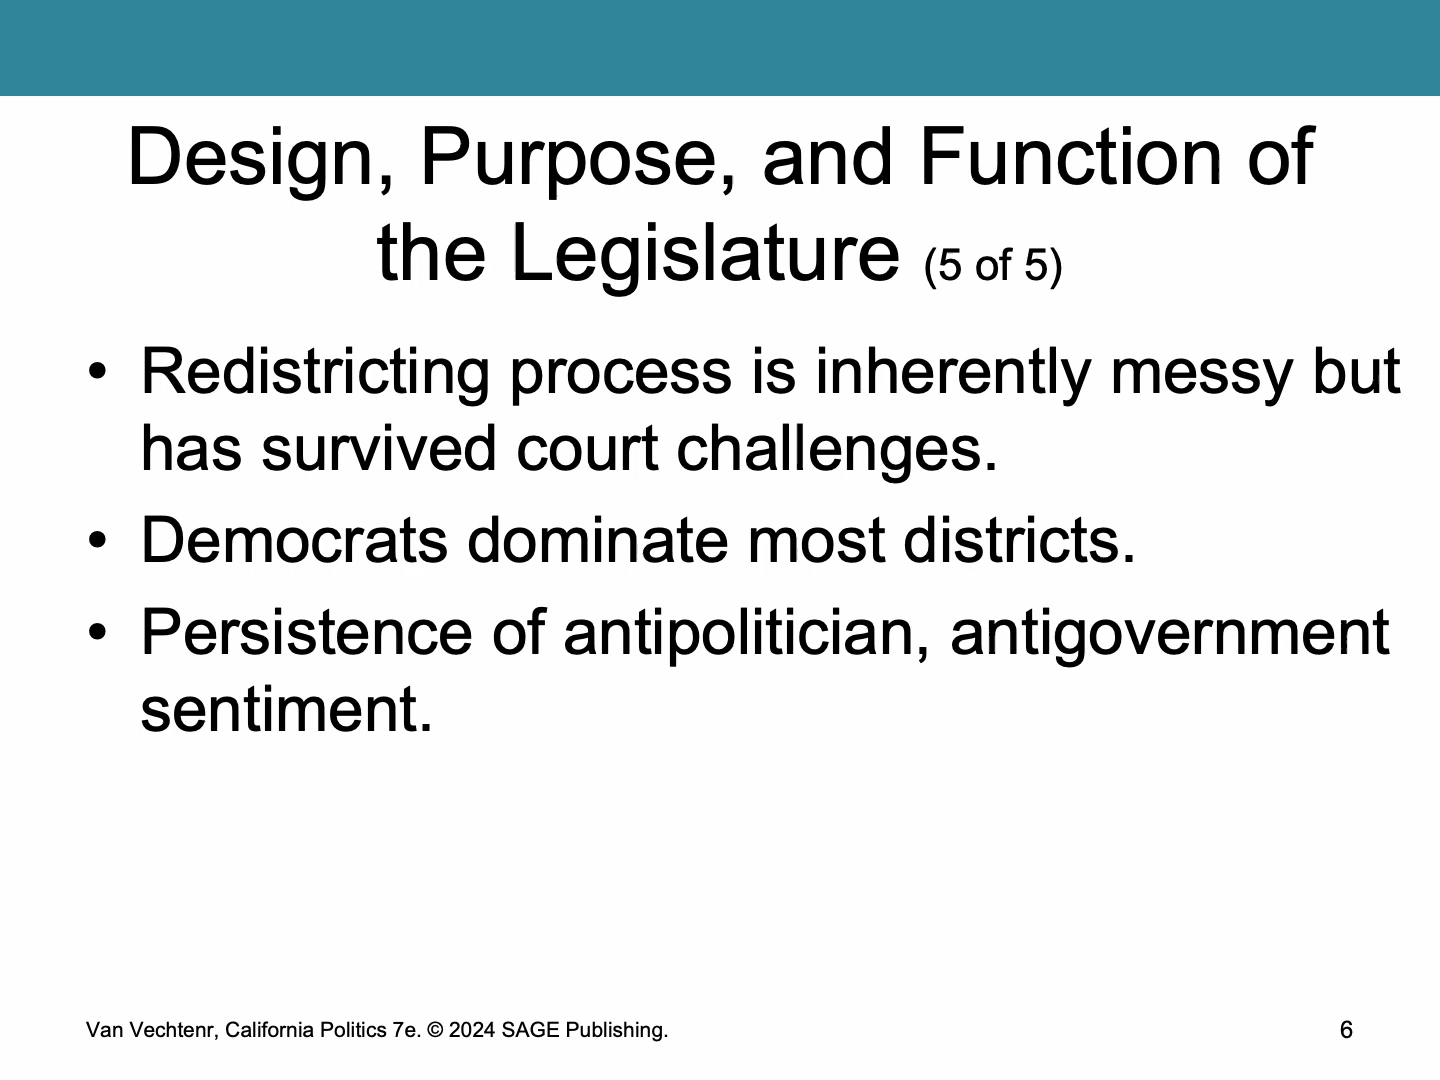 Design, Purpose, and Function of
the Legislature (5 of 5)
• Redistricting process is inherently messy but
has survived court challenges.
• Democrats dominate most districts.
• Persistence of antipolitician, antigovernment
sentiment.
Van Vechtenr, California Politics 7e. © 2024 SAGE Publishing.
6